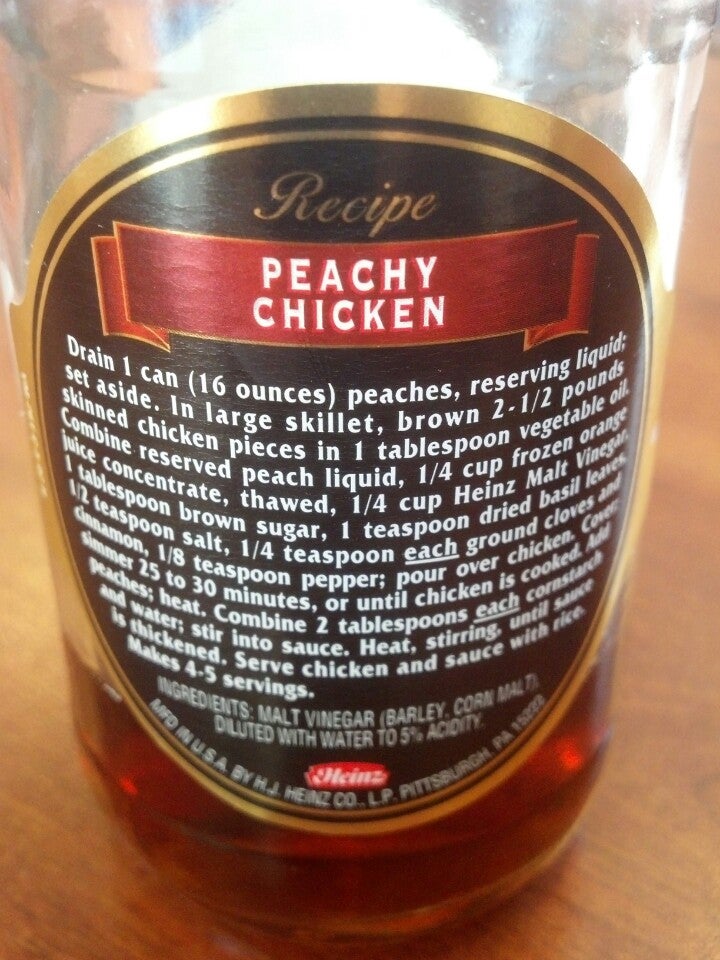 Recipe
PEACHY
CHICKEN
Drain 1 can (16 ounces) peaches, reserving liquid;
set aside. In large skillet, brown 2-1/2 pounds
skinned chicken pieces in 1 tablespoon vegetable oil.
Combine reserved peach liquid, 1/4 cup frozen orange
juice concentrate, thawed, 1/4 cup Heinz Malt Vinegar,
1 tablespoon brown sugar, 1 teaspoon dried basil leaves,
1/2 teaspoon salt, 1/4 teaspoon each ground cloves and
cinnamon, 1/8 teaspoon pepper; pour over chicken. Cover
simmer 25 to 30 minutes, or until chicken is cooked. Add
peaches; heat. Combine 2 tablespoons each cornstarch
and water; stir into sauce. Heat, stirring, until sauce
is thickened. Serve chicken and sauce with rice.
Makes 4-5 servings.
INGREDIENTS: MALT VINEGAR (BARLEY, CORN MALT),
DILUTED WITH WATER TO 5% ACIDITY.
Heinz
MFD IN U.S.A. BY H.J. HEINZ CO., L.P. PITTSBURGH, PA